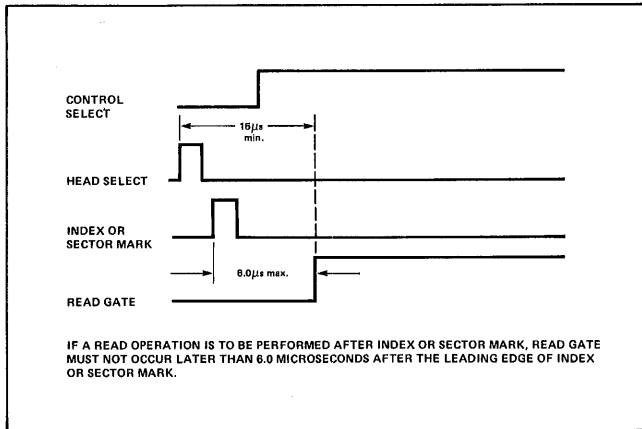 CONTROL
SELECT
15μs
min.
HEAD SELECT
INDEX OR
SECTOR MARK
6.0μs max.
READ GATE
IF A READ OPERATION IS TO BE PERFORMED AFTER INDEX OR SECTOR MARK, READ GATE
MUST NOT OCCUR LATER THAN 6.0 MICROSECONDS AFTER THE LEADING EDGE OF INDEX
OR SECTOR MARK.